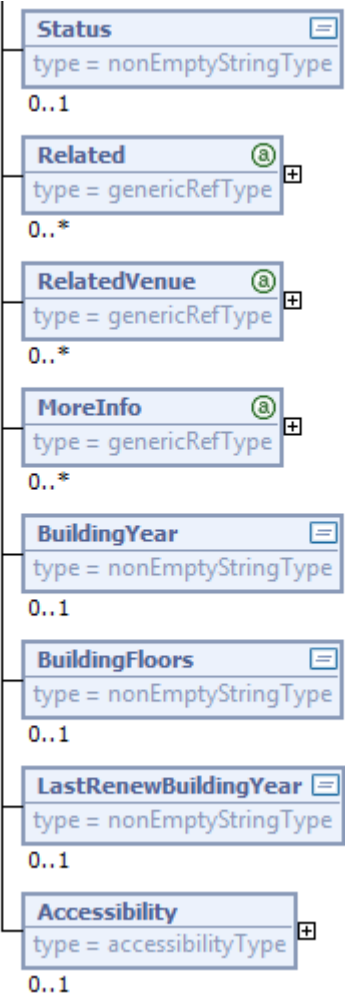 Status
type = nonEmptyStringType
0..1
Related
type = genericRefType
0..*
RelatedVenue
type = genericRefType
0..*
MoreInfo
type = genericRefType
0..*
BuildingYear
type = nonEmptyStringType
0..1
BuildingFloors
type = nonEmptyStringType
0..1
LastRenewBuildingYear
type = nonEmptyStringType
0..1
Accessibility
type = accessibilityType
0..1